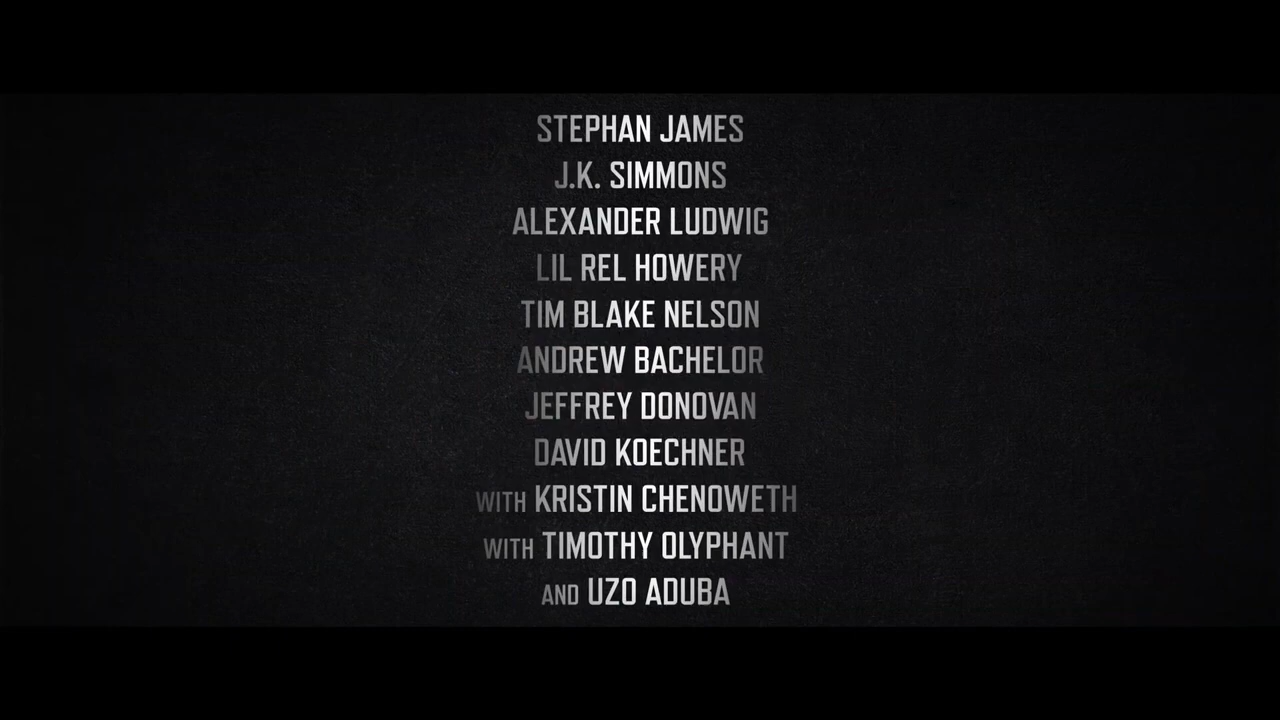 STEPHAN JAMES
J.K. SIMMONS
ALEXANDER LUDWIG
LIL REL HOWERY
TIM BLAKE NELSON
ANDREW BACHELOR
JEFFREY DONOVAN
DAVID KOECHNER
WITH KRISTIN CHENOWETH
WITH TIMOTHY OLYPHANT
AND UZO ADUBA